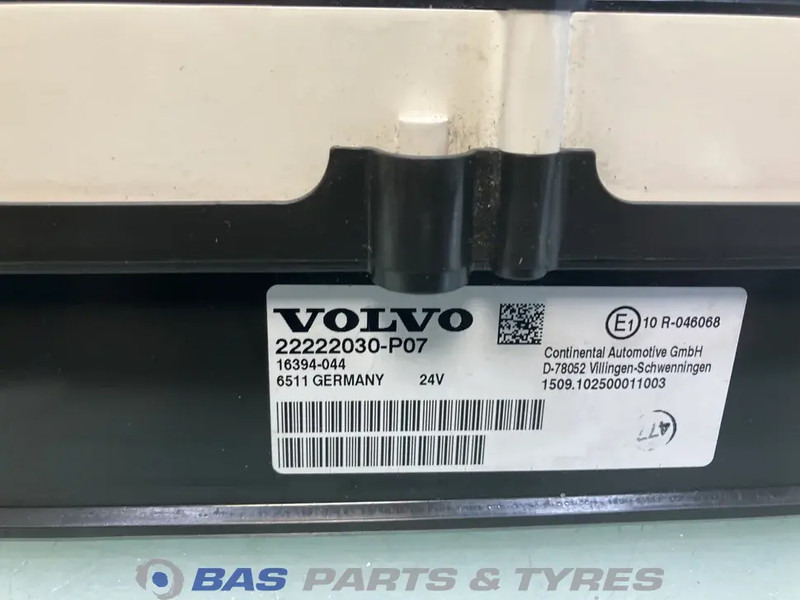 VOLVO
22222030-P07
16394-044
6511 GERMANY 24V
E1 10 R-046068
Continental Automotive GmbH
D-78052 Villingen-Schwenningen
1509.102500011003
477
BAS PARTS & TYRES